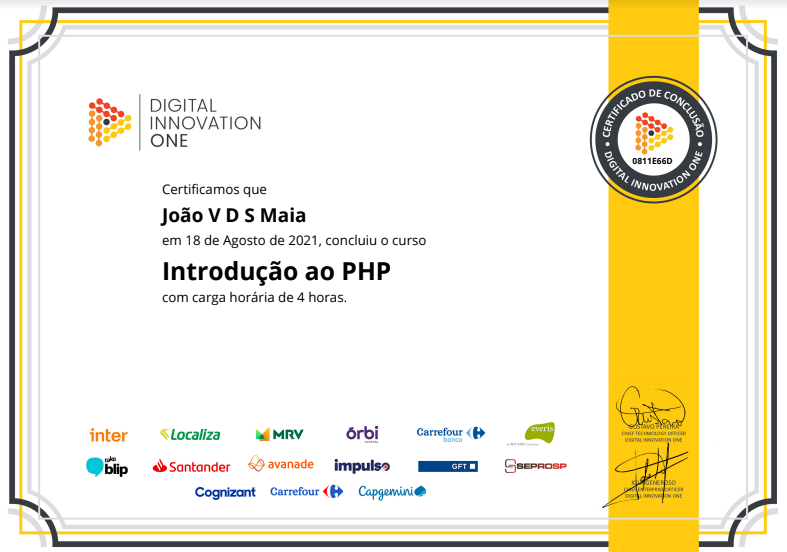 DIGITAL
INNOVATION
ONE
CERTIFICADO DE CONCLUSÃO
0811E66D
DIGITAL INNOVATION ONE
Certificamos que
João V D S Maia
em 18 de Agosto de 2021, concluiu o curso
Introdução ao PHP
com carga horária de 4 horas.
inter
Localiza
MRV
órbi
Carrefour
banco
everis
take
blip
Santander
avanade
impulso
GFT
SEPROSP
Cognizant
Carrefour
Capgemini
GUSTAVO PEREIRA
CHIEF TECHNOLOGY OFFICER
DIGITAL INNOVATION ONE
GENEROSO
CHIEF ENTERPRISE OFFICER
DIGITAL INNOVATION ONE